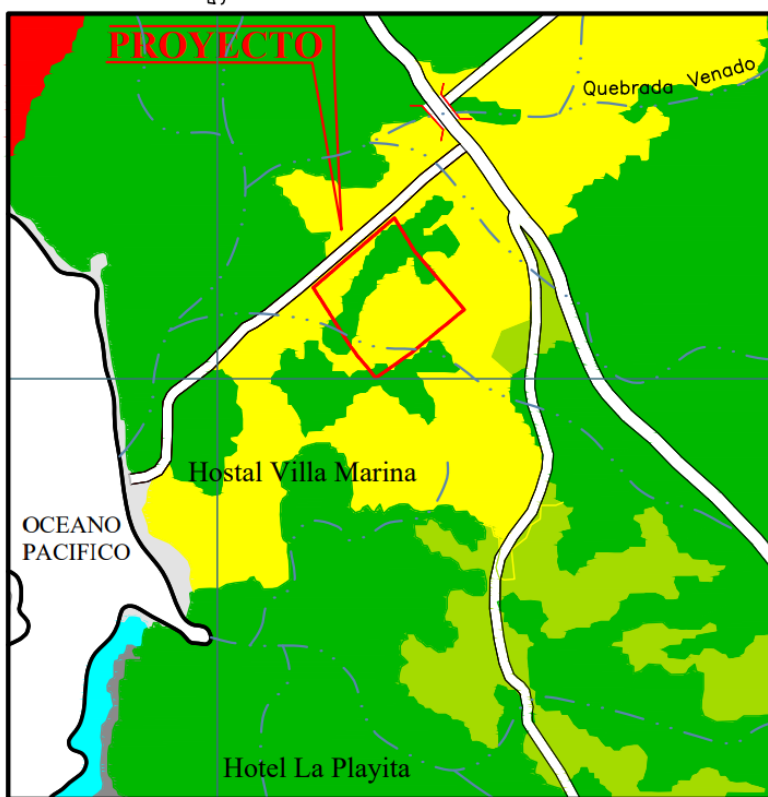 PROYECTO
Quebrada Venado
Hostal Villa Marina
OCEANO
PACIFICO
Hotel La Playita